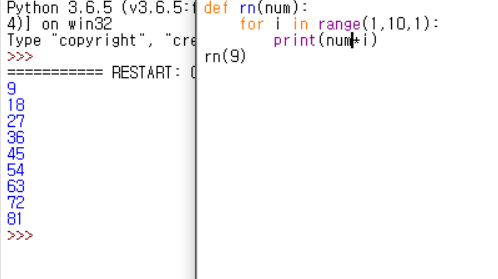 Python 3.6.5 (v3.6.5:f
4)] on win32
Type "copyright", "cre
>>>
=========== RESTART: C
9
18
27
36
45
54
63
72
81
>>>
def rn(num):
    for i in range(1,10,1):
        print(num*i)
rn(9)